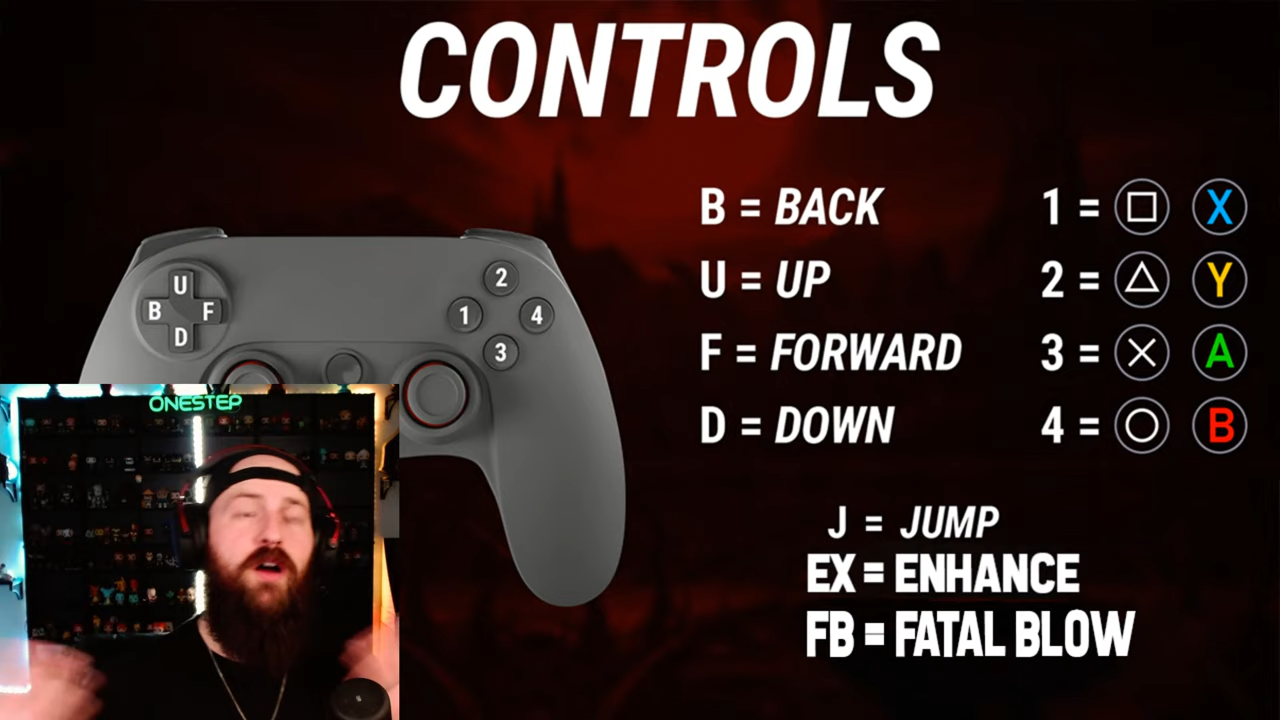 CONTROLS
B = BACK
U = UP
F = FORWARD
D = DOWN
1 = □ X
2 = △ Y
3 = ✕ A
4 = ○ B
J = JUMP
EX = ENHANCE
FB = FATAL BLOW
U
B F
D
2
1 4
3
ONESTEP